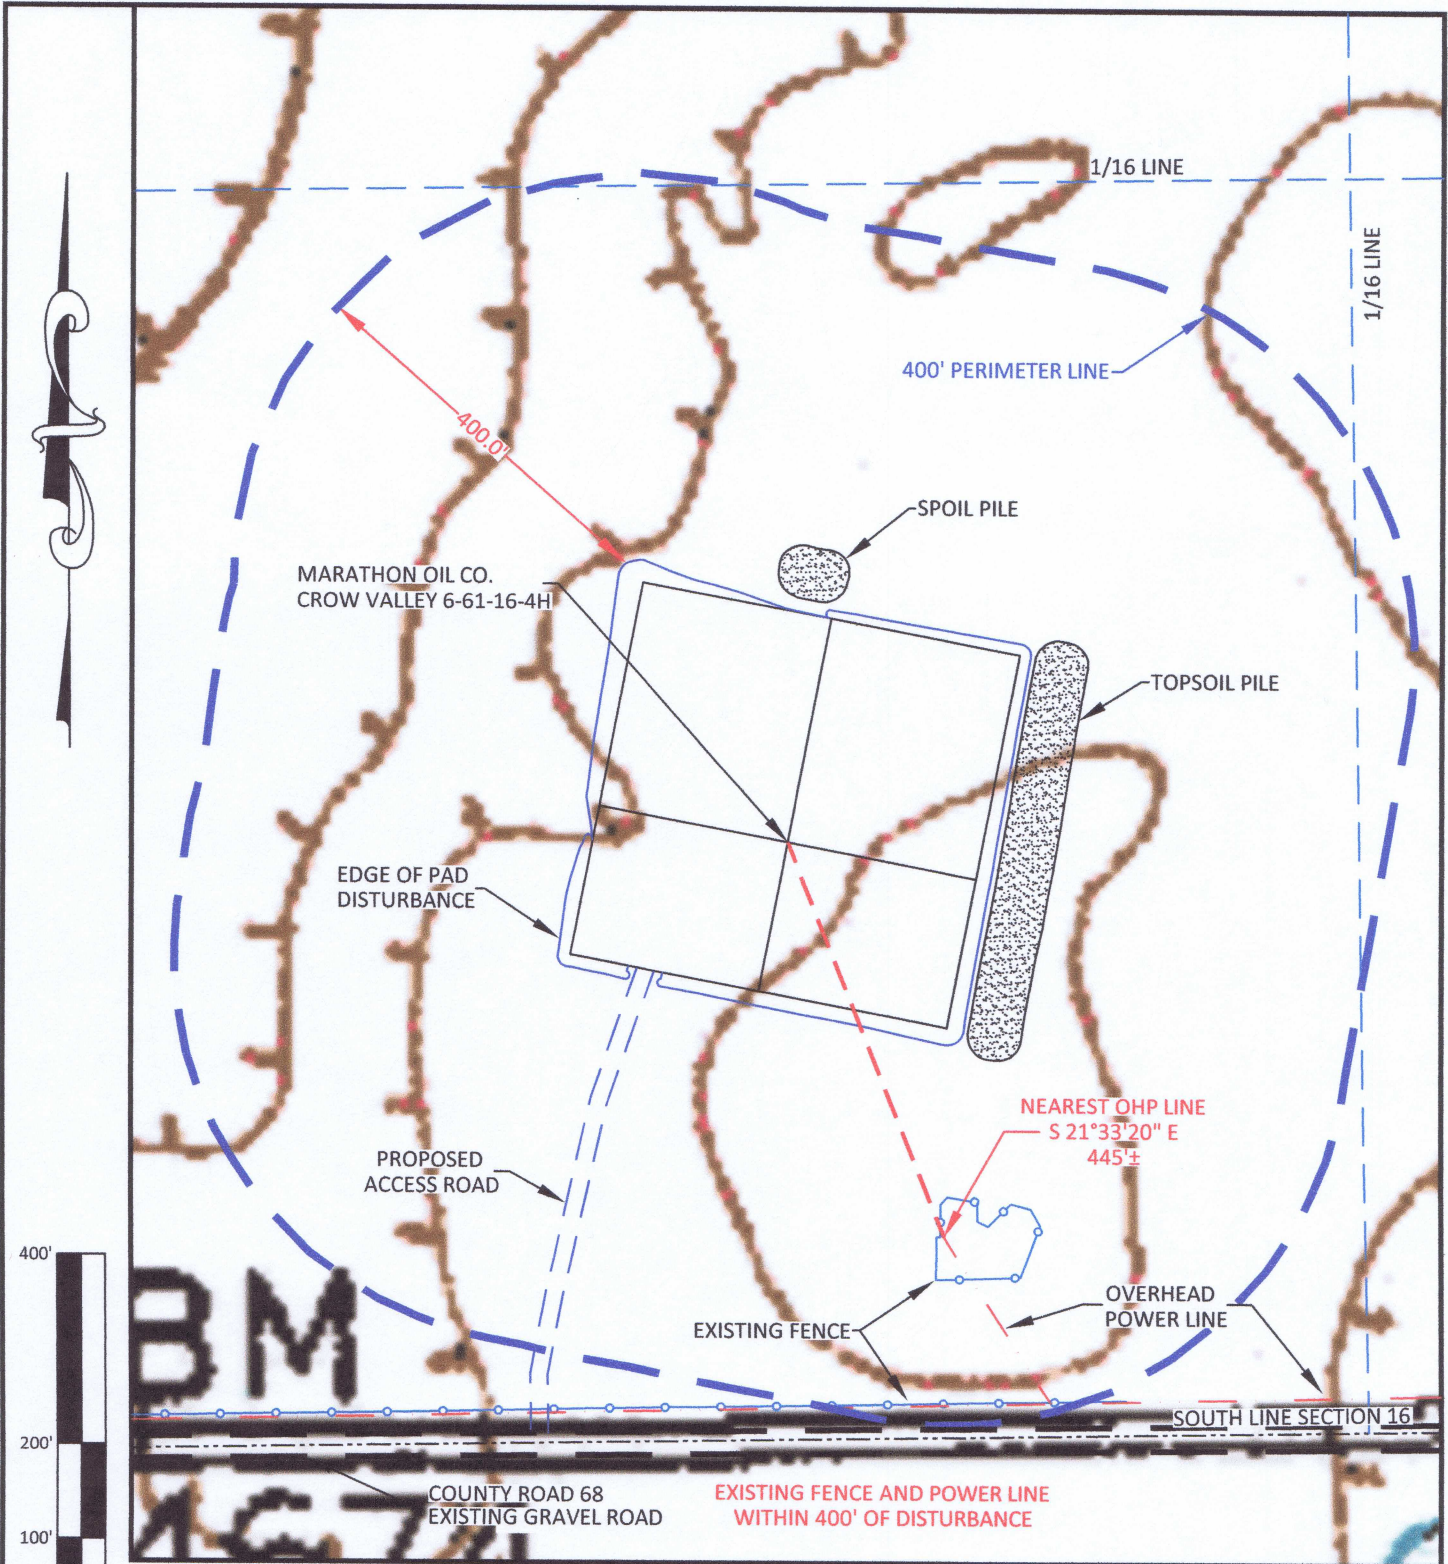 1/16 LINE
1/16 LINE
400' PERIMETER LINE
400.0'
SPOIL PILE
MARATHON OIL CO.
CROW VALLEY 6-61-16-4H
TOPSOIL PILE
EDGE OF PAD
DISTURBANCE
NEAREST OHP LINE
S 21°33'20" E
445'±
PROPOSED
ACCESS ROAD
400'
BM
OVERHEAD
POWER LINE
EXISTING FENCE
SOUTH LINE SECTION 16
200'
COUNTY ROAD 68
EXISTING GRAVEL ROAD
EXISTING FENCE AND POWER LINE
WITHIN 400' OF DISTURBANCE
100'